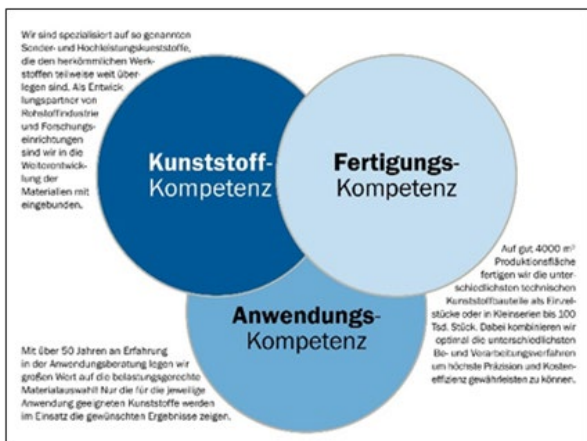 Wir sind spezialisiert auf so genannten
Sonder- und Hochleistungskunststoffe,
die den herkömmlichen Werk-
stoffen teilweise weit über-
legen sind. Als Entwick
lungspartner von
Rohstoffindustrie
und Forschungs-
einrichtungen
sind wir in die
Weiterentwick-
lung der
Materialien mit
eingebunden.
Kunststoff-
Kompetenz
Fertigungs-
Kompetenz
Auf gut 4000 m²
Produktionsfläche
fertigen wir die unter-
schiedlichsten technischen
Kunststoffbauteile als Einzel-
stücke oder in Kleinserien bis 100
Tsd. Stück. Dabei kombinieren wir
optimal die unterschiedlichsten
Be- und Verarbeitungsverfahren
um höchste Präzision und Kosten-
effizienz gewährleisten zu können.
Anwendungs-
Kompetenz
Mit über 50 Jahren an Erfahrung
in der Anwendungsberatung legen wir
großen Wert auf die belastungsgerechte
Materialauswahl! Nur die für die jeweilige
Anwendung geeigneten Kunststoffe werden
im Einsatz die gewünschten Ergebnisse zeigen.